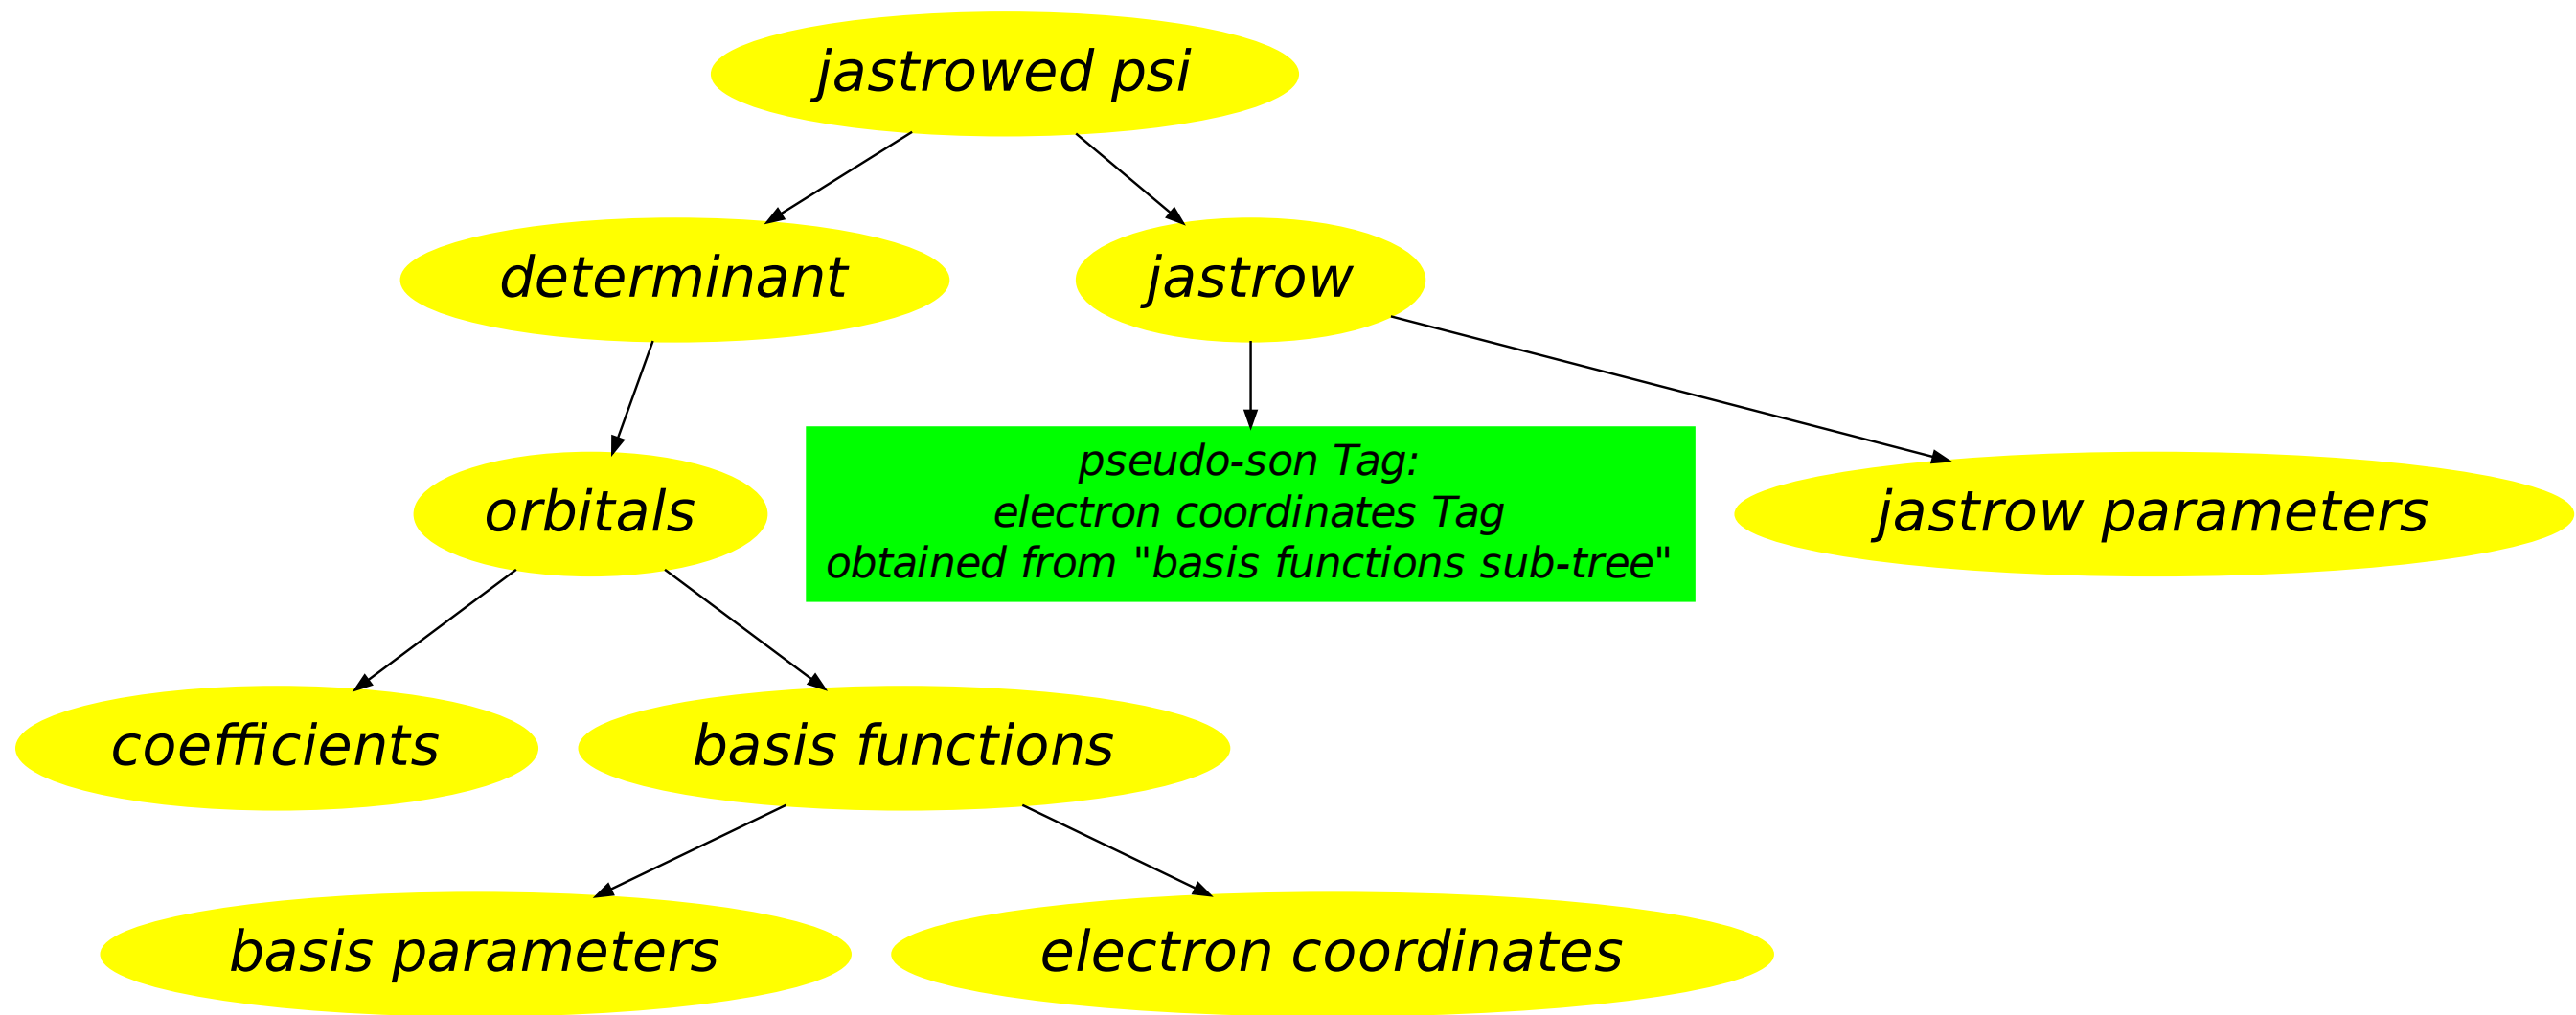 jastrowed psi
determinant
jastrow
orbitals
pseudo-son Tag:
electron coordinates Tag
obtained from "basis functions sub-tree"
jastrow parameters
coefficients
basis functions
basis parameters
electron coordinates